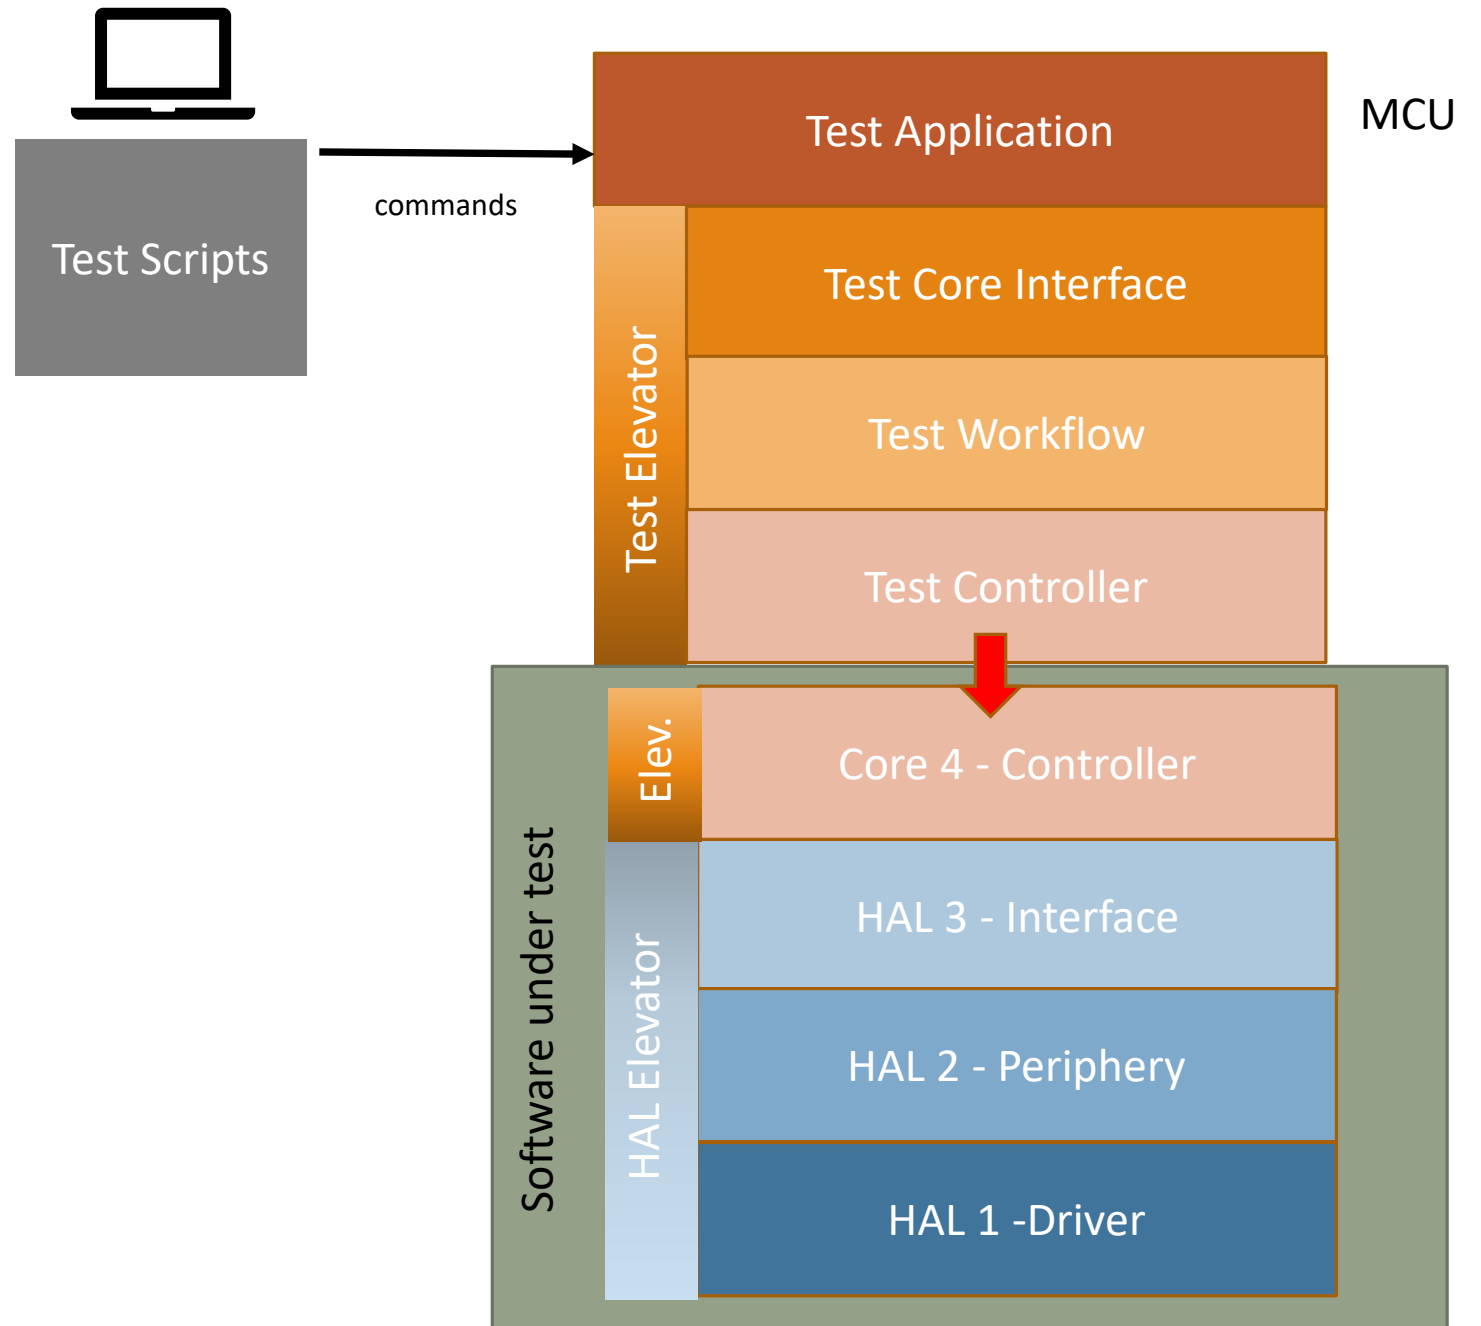 MCU
Test Application
commands
Test Scripts
Test Core Interface
Test Elevator
Test Workflow
Test Controller
Elev.
Core 4 - Controller
Software under test
HAL Elevator
HAL 3 - Interface
HAL 2 - Periphery
HAL 1 -Driver